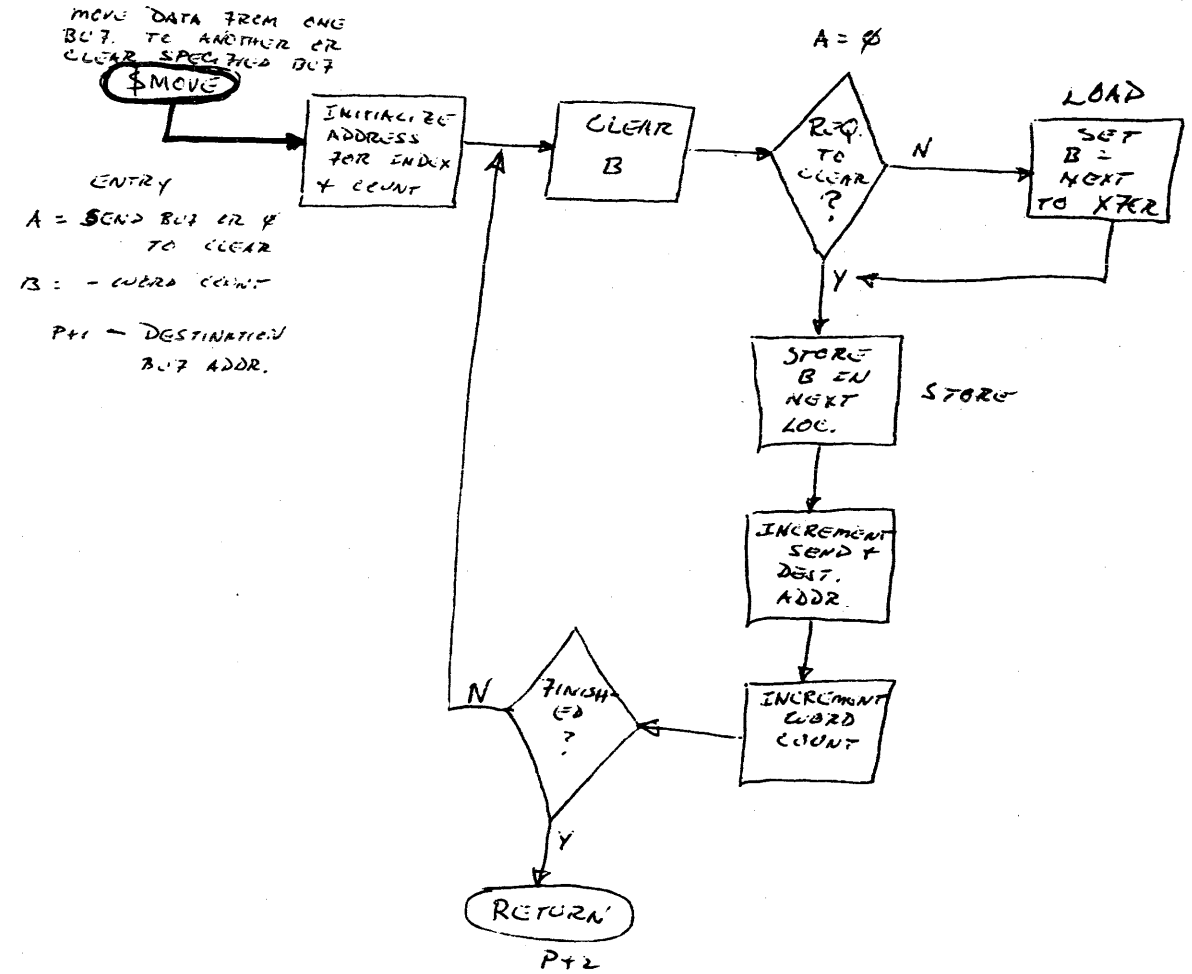 MOVE DATA FROM ONE
BUF. TO ANOTHER OR
CLEAR SPECIFIED BUF
$MOVE
INITIALIZE
ADDRESS
FOR INDEX
+ COUNT
CLEAR
B
A = φ
REQ.
TO
CLEAR
?
N
LOAD
SET
B =
NEXT
TO XFER
ENTRY
A = SEND BUF OR φ
TO CLEAR
B = - WORD COUNT
P+1 - DESTINATION
BUF ADDR.
Y
STORE
B IN
NEXT
LOC.
STORE
INCREMENT
SEND +
DEST.
ADDR.
INCREMENT
WORD
COUNT
FINISH-
ED
?
N
Y
RETURN
P+2